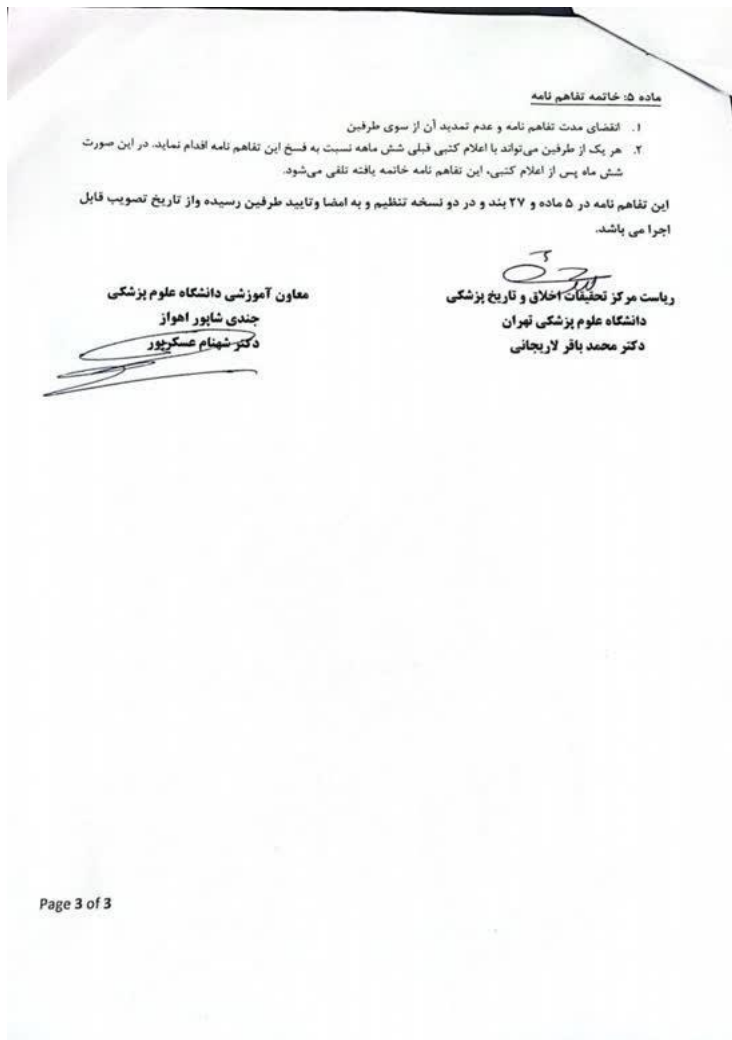 ماده ۵: خاتمه تفاهم نامه
۱. انقضای مدت تفاهم نامه و عدم تمدید آن از سوی طرفین
۲. هر یک از طرفین می‌تواند با اعلام کتبی قبلی شش ماهه نسبت به فسخ این تفاهم نامه اقدام نماید. در این صورت
شش ماه پس از اعلام کتبی، این تفاهم نامه خاتمه یافته تلقی می‌شود.
این تفاهم نامه در ۵ ماده و ۲۷ بند و در دو نسخه تنظیم و به امضا وتایید طرفین رسیده واز تاریخ تصویب قابل
اجرا می باشد.
ریاست مرکز تحقیقات اخلاق و تاریخ پزشکی
دانشگاه علوم پزشکی تهران
دکتر محمد باقر لاریجانی
معاون آموزشی دانشگاه علوم پزشکی
جندی شاپور اهواز
دکتر شهنام عسکرپور
Page 3 of 3